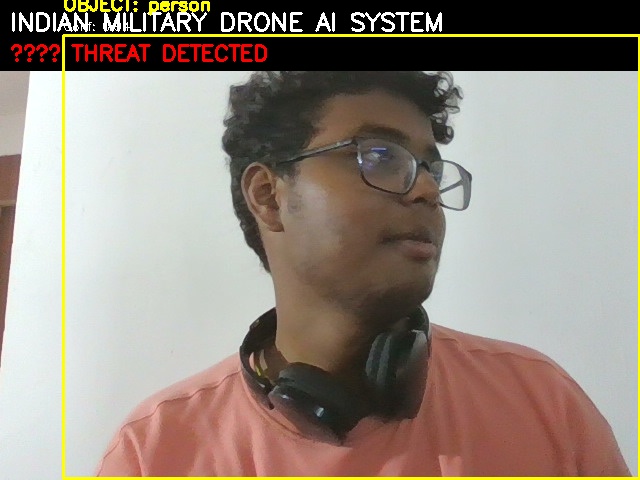 OBJECT: person
INDIAN MILITARY DRONE AI SYSTEM
???? THREAT DETECTED